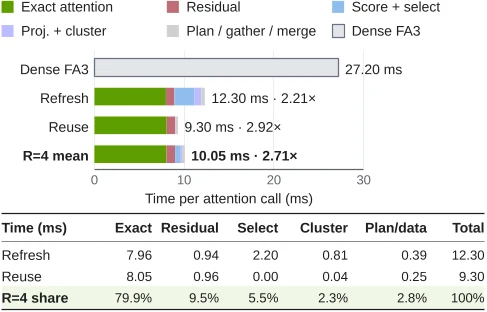 Exact attention Residual Score + select
Proj. + cluster Plan / gather / merge Dense FA3
Dense FA3 27.20 ms
Refresh 12.30 ms · 2.21×
Reuse 9.30 ms · 2.92×
R=4 mean 10.05 ms · 2.71×
0 10 20 30
Time per attention call (ms)
Time (ms) Exact Residual Select Cluster Plan/data Total
Refresh 7.96 0.94 2.20 0.81 0.39 12.30
Reuse 8.05 0.96 0.00 0.04 0.25 9.30
R=4 share 79.9% 9.5% 5.5% 2.3% 2.8% 100%